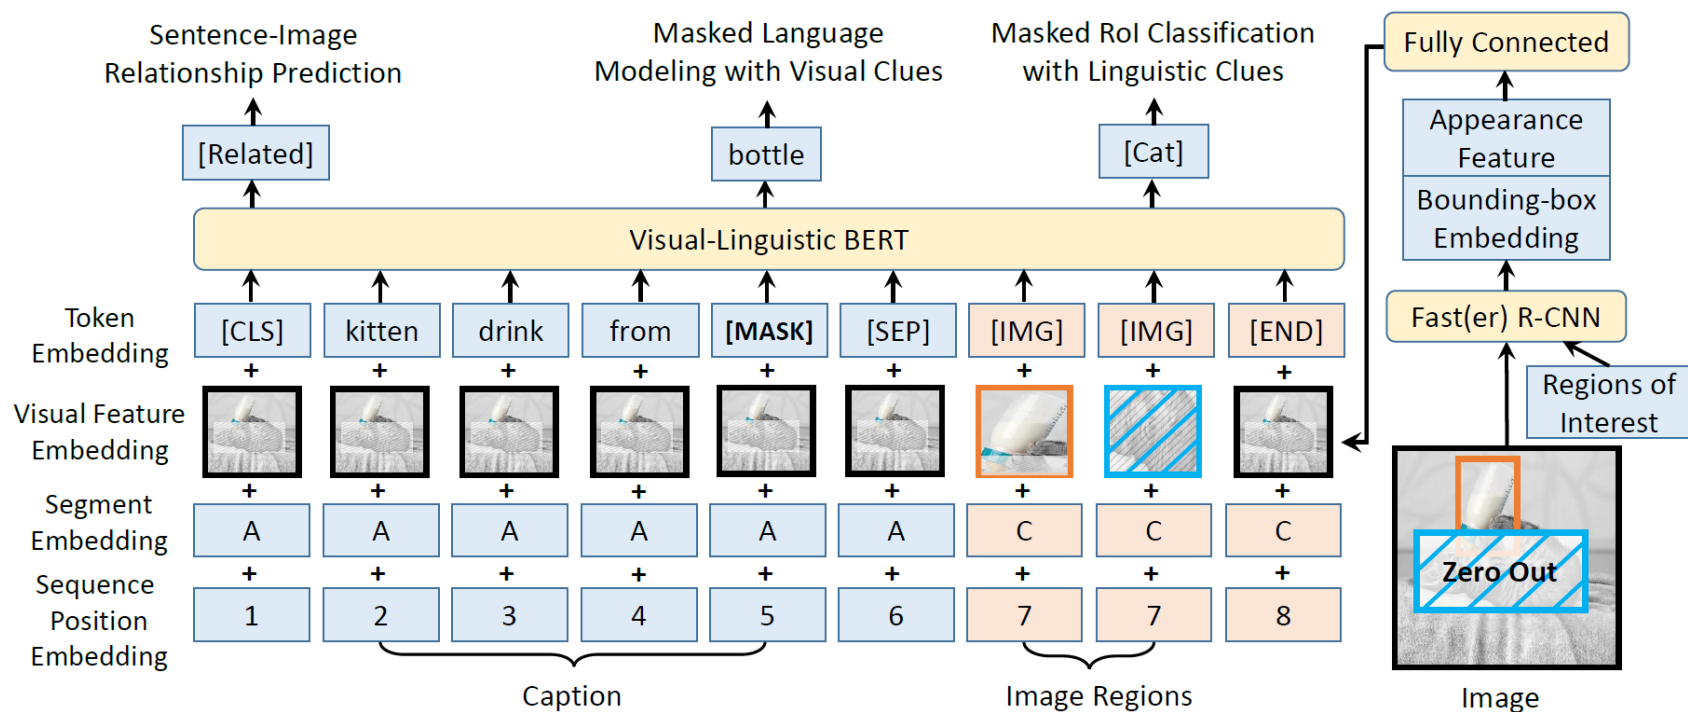 Sentence-Image
Relationship Prediction
Masked Language
Modeling with Visual Clues
Masked RoI Classification
with Linguistic Clues
Fully Connected
[Related]
bottle
[Cat]
Appearance
Feature
Bounding-box
Embedding
Visual-Linguistic BERT
Fast(er) R-CNN
Regions of
Interest
Token
Embedding
[CLS] kitten drink from [MASK] [SEP] [IMG] [IMG] [END]
+ + + + + + + + +
Visual Feature
Embedding
+ + + + + + + + +
Segment
Embedding
A A A A A A C C C
+ + + + + + + + +
Sequence
Position
Embedding
1 2 3 4 5 6 7 7 8
Caption
Image Regions
Zero Out
Image